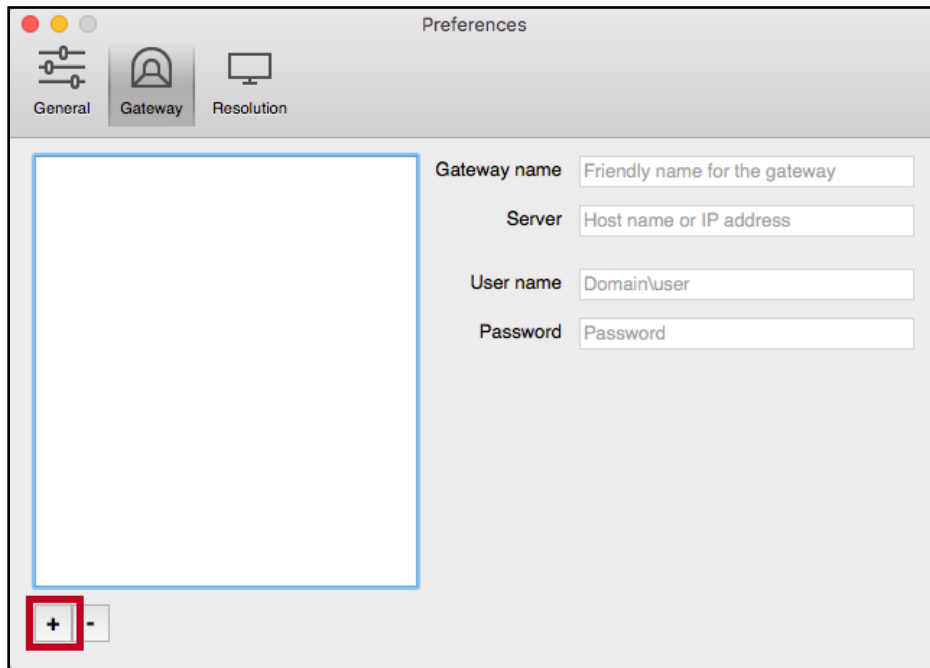 Preferences
General Gateway Resolution
Gateway name Friendly name for the gateway
Server Host name or IP address
User name Domain\user
Password Password
+ -